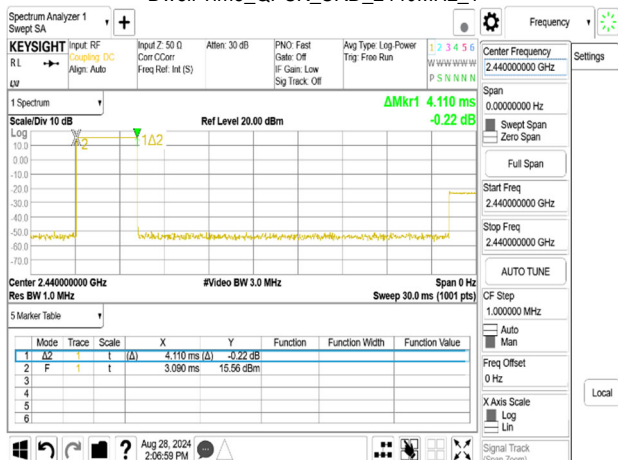 Spectrum Analyzer 1
Swept SA
Frequency
KEYSIGHT
RL
LXI
Input: RF
Coupling: DC
Align: Auto
Input Z: 50 Ω
Corr CCorr
Freq Ref: Int (S)
Atten: 30 dB
PNO: Fast
Gate: Off
IF Gain: Low
Sig Track: Off
Avg Type: Log-Power
Trig: Free Run
1 2 3 4 5 6
W W W W W W
P S N N N N
Center Frequency
2.440000000 GHz
Settings
Span
0.00000000 Hz
Swept Span
Zero Span
Full Span
Start Freq
2.440000000 GHz
Stop Freq
2.440000000 GHz
AUTO TUNE
CF Step
1.000000 MHz
Auto
Man
Freq Offset
0 Hz
X Axis Scale
Log
Lin
Signal Track
(Span Zoom)
Local
1 Spectrum
ΔMkr1 4.110 ms
Scale/Div 10 dB
Ref Level 20.00 dBm
-0.22 dB
Log
10.0
0.00
-10.0
-20.0
-30.0
-40.0
-50.0
-60.0
-70.0
X2
1Δ2
Center 2.440000000 GHz
#Video BW 3.0 MHz
Span 0 Hz
Res BW 1.0 MHz
Sweep 30.0 ms (1001 pts)
5 Marker Table
Mode Trace Scale X Y Function Function Width Function Value
1 Δ2 1 t (Δ) 4.110 ms (Δ) -0.22 dB
2 F 1 t 3.090 ms 15.56 dBm
3
4
5
6
Aug 28, 2024
2:06:59 PM